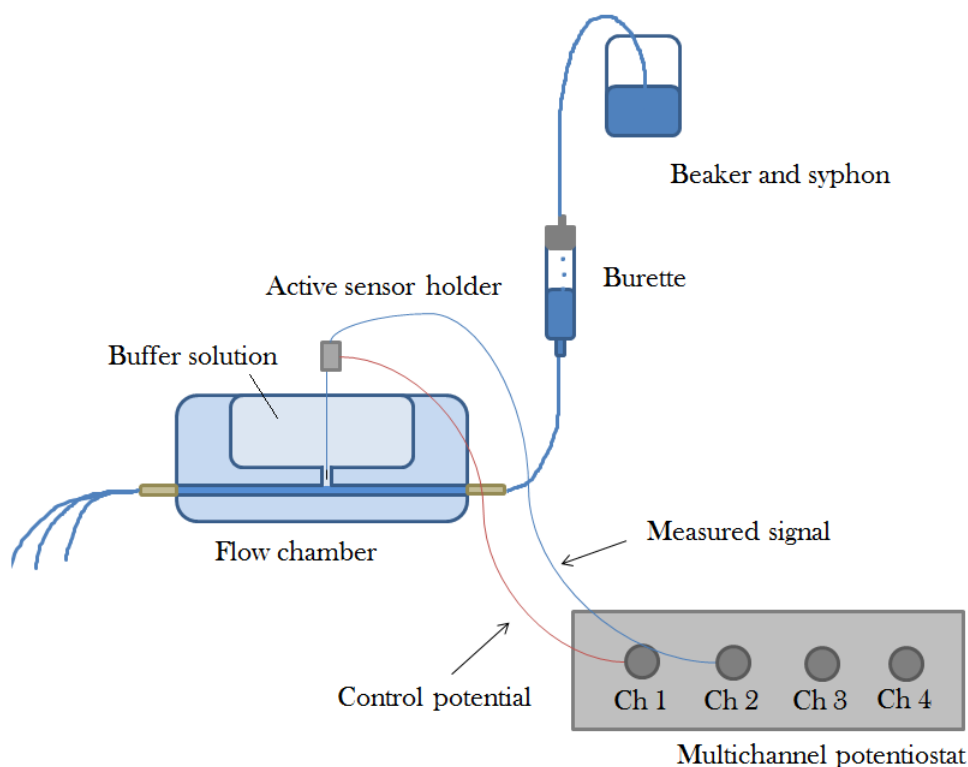 Beaker and syphon
Burette
Active sensor holder
Buffer solution
Flow chamber
Measured signal
Control potential
Ch 1 Ch 2 Ch 3 Ch 4
Multichannel potentiostat